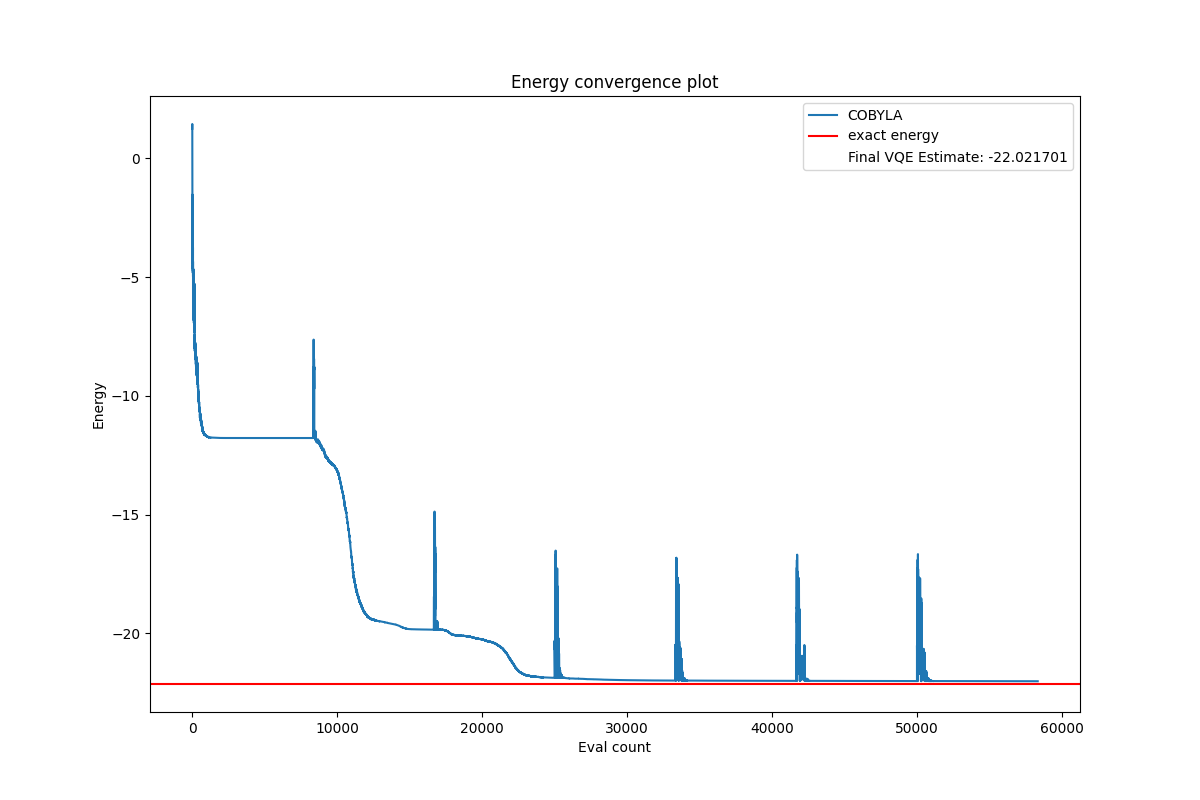 Energy convergence plot
COBYLA
exact energy
Final VQE Estimate: -22.021701
Energy
0
−5
−10
−15
−20
0
10000
20000
30000
40000
50000
60000
Eval count